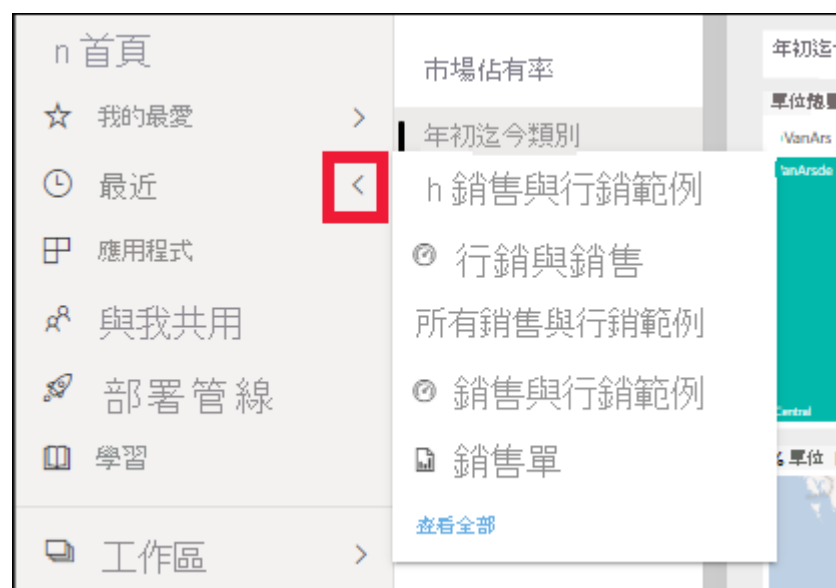 n 首頁
我的最愛
最近
應用程式
與我共用
部署管線
學習
工作區
市場佔有率
年初迄今類別
h 銷售與行銷範例
行銷與銷售
所有銷售與行銷範例
銷售與行銷範例
銷售單
查看全部
年初迄
單位
VanArs
VanArsde
Central
% 單位